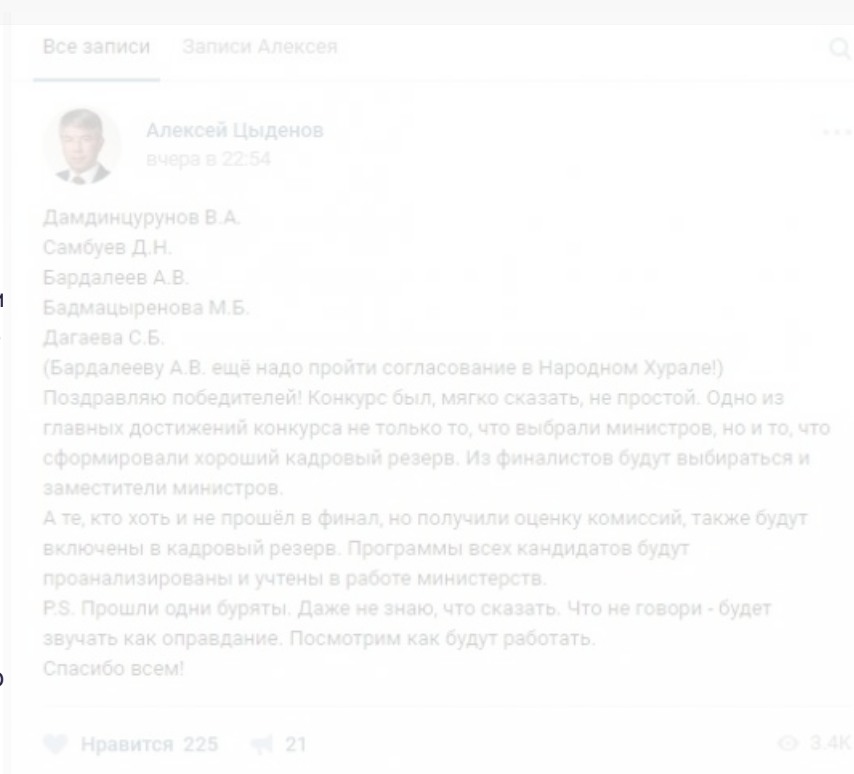 Все записи Записи Алексея
Алексей Цыденов
вчера в 22:54
Дамдинцурунов В.А.
Самбуев Д.Н.
Бардалеев А.В.
Бадмацыренова М.Б.
Дагаева С.Б.
(Бардалееву А.В. ещё надо пройти согласование в Народном Хурале!)
Поздравляю победителей! Конкурс был, мягко сказать, не простой. Одно из
главных достижений конкурса не только то, что выбрали министров, но и то, что
сформировали хороший кадровый резерв. Из финалистов будут выбираться и
заместители министров.
А те, кто хоть и не прошёл в финал, но получили оценку комиссий, также будут
включены в кадровый резерв. Программы всех кандидатов будут
проанализированы и учтены в работе министерств.
P.S. Прошли одни буряты. Даже не знаю, что сказать. Что не говори - будет
звучать как оправдание. Посмотрим как будут работать.
Спасибо всем!
Нравится 225 21 3.4K